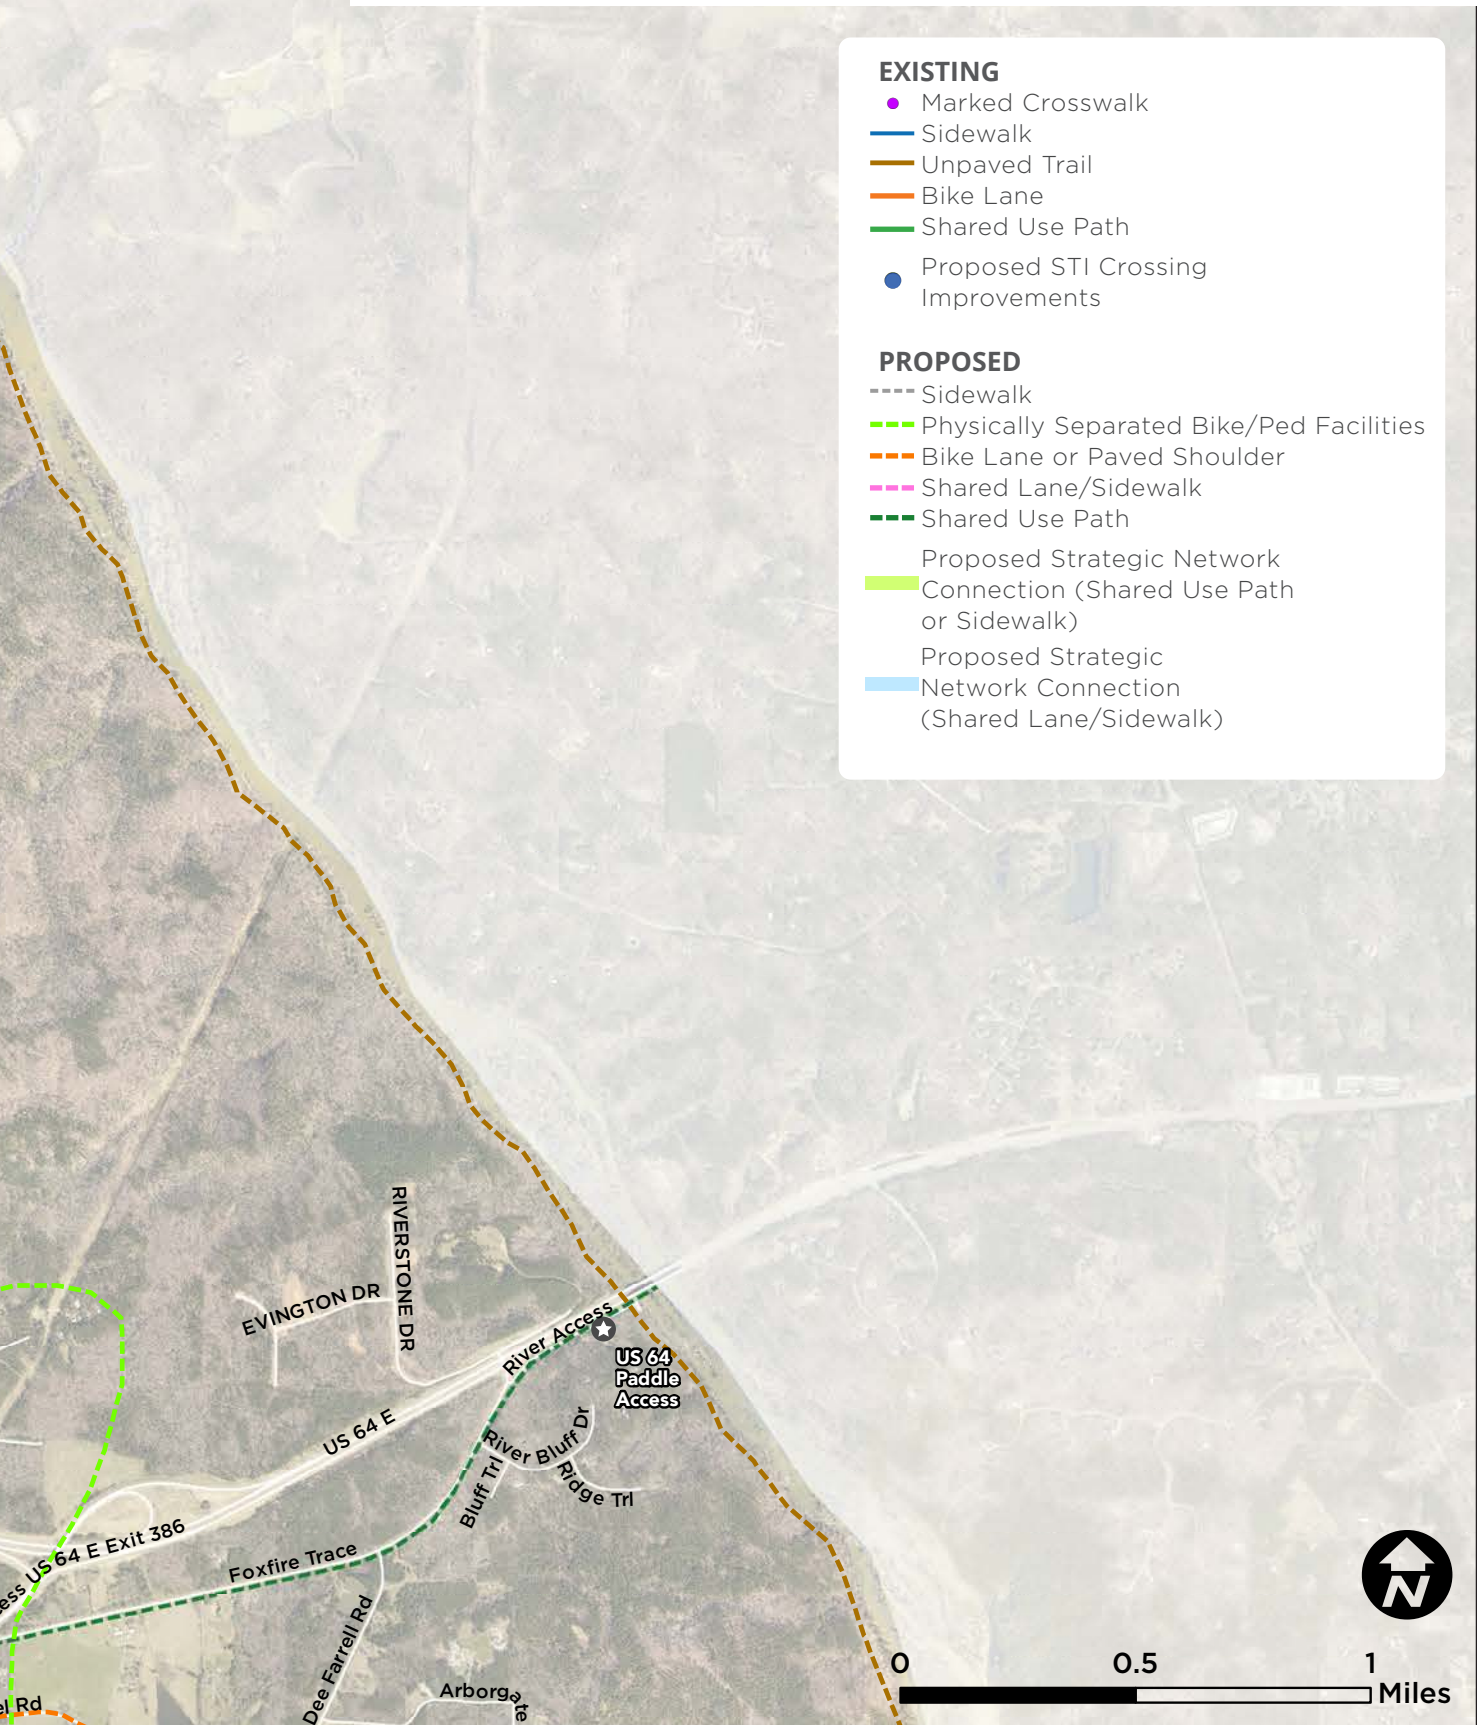 EXISTING
Marked Crosswalk
Sidewalk
Unpaved Trail
Bike Lane
Shared Use Path
Proposed STI Crossing
Improvements
PROPOSED
Sidewalk
Physically Separated Bike/Ped Facilities
Bike Lane or Paved Shoulder
Shared Lane/Sidewalk
Shared Use Path
Proposed Strategic Network
Connection (Shared Use Path
or Sidewalk)
Proposed Strategic
Network Connection
(Shared Lane/Sidewalk)
RIVERSTONE DR
EVINGTON DR
River Access
US 64
Paddle
Access
US 64 E
River Bluff Dr
Bluff Trl
Ridge Trl
US 64 E Exit 386
ess
Foxfire Trace
Dee Farrell Rd
Arborgate
el Rd
N
0 0.5 1
Miles